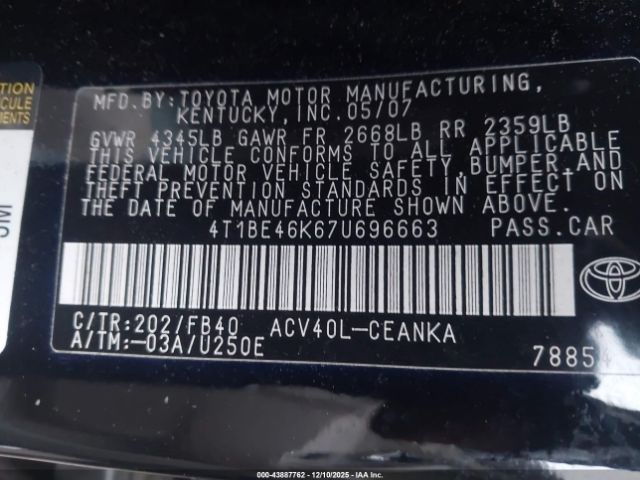 MFD.BY:TOYOTA MOTOR MANUFACTURING,
KENTUCKY,INC.05/07
GVWR 4345LB GAWR FR 2668LB RR 2359LB
THIS VEHICLE CONFORMS TO ALL APPLICABLE
FEDERAL MOTOR VEHICLE SAFETY,BUMPER,AND
THEFT PREVENTION STANDARDS IN EFFECT ON
THE DATE OF MANUFACTURE SHOWN ABOVE.
4T1BE46K67U696663 PASS.CAR
C/TR:202/FB40 ACV40L-CEANKA
A/TM:-03A/U250E
7885
TOYOTA
12043-43887762 | 12/10/2025 - IAA Inc.